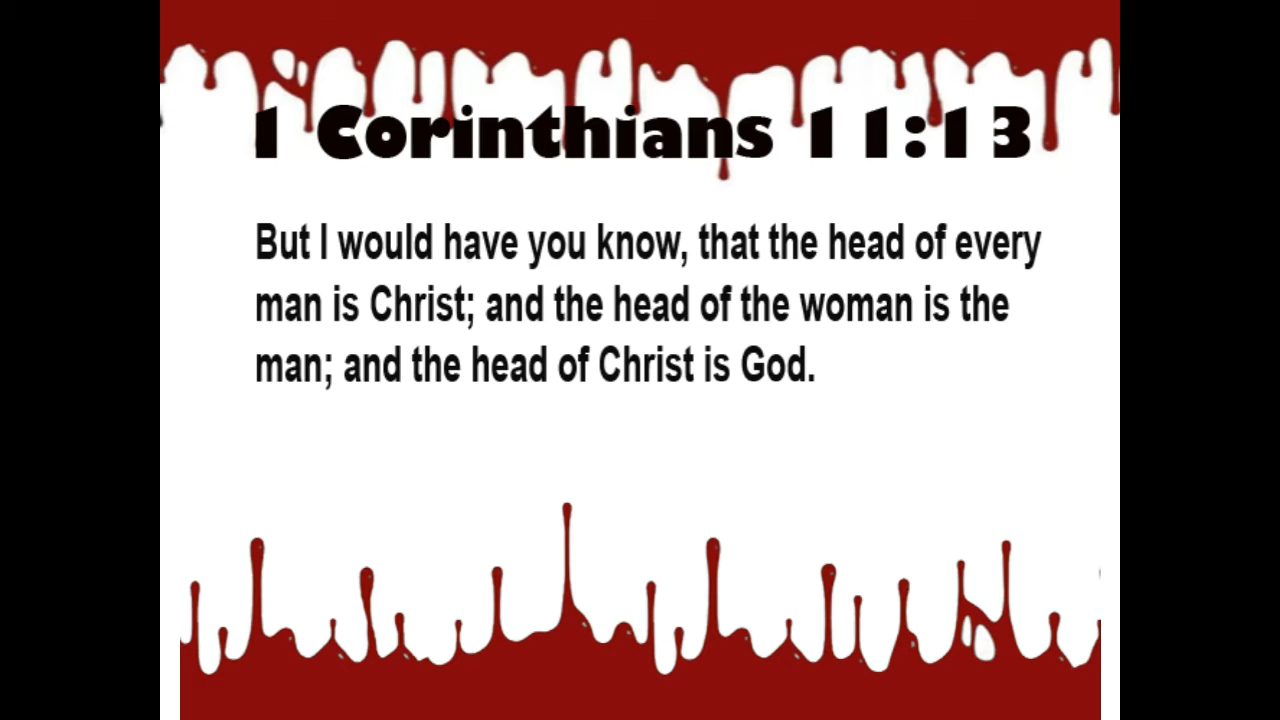 1 Corinthians 11:13
But I would have you know, that the head of every
man is Christ; and the head of the woman is the
man; and the head of Christ is God.